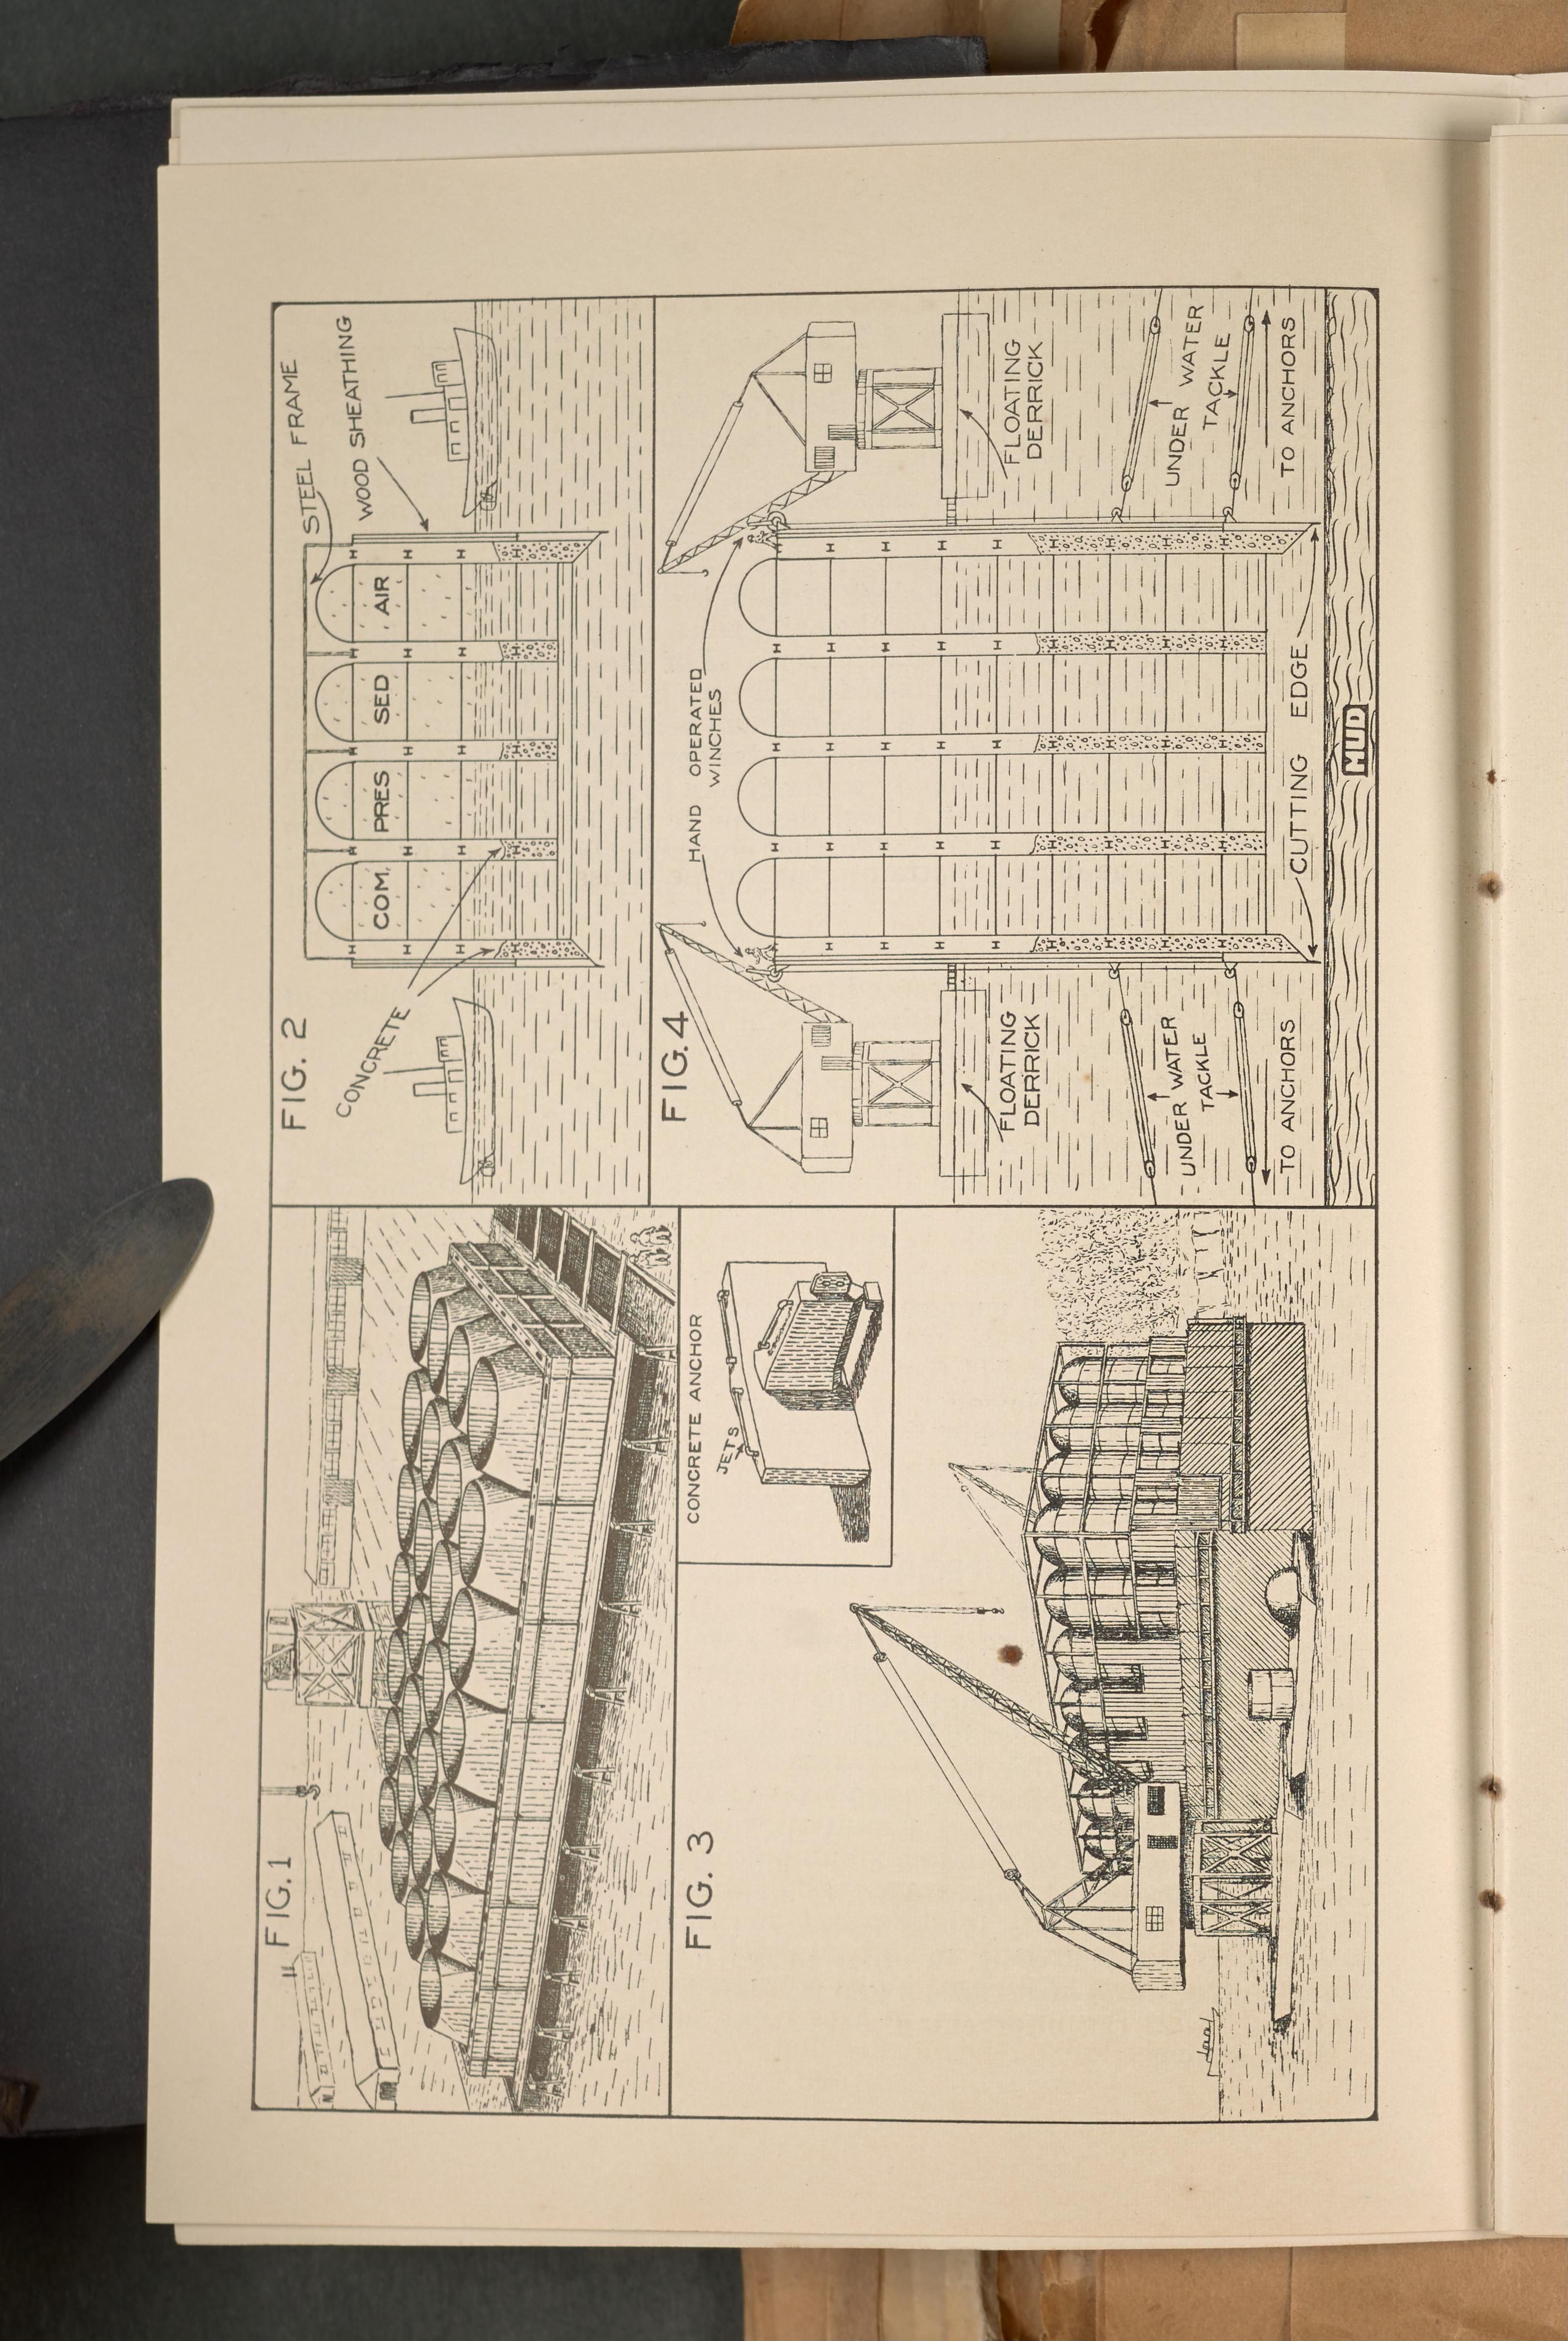 FIG. 1
FIG. 2
STEEL FRAME
WOOD SHEATHING
CONCRETE
COM. PRES SED AIR
FIG. 3
CONCRETE ANCHOR
JETS
FIG. 4
HAND OPERATED
WINCHES
FLOATING
DERRICK
FLOATING
DERRICK
UNDER WATER
TACKLE
UNDER WATER
TACKLE
TO ANCHORS
CUTTING EDGE
TO ANCHORS
MUD